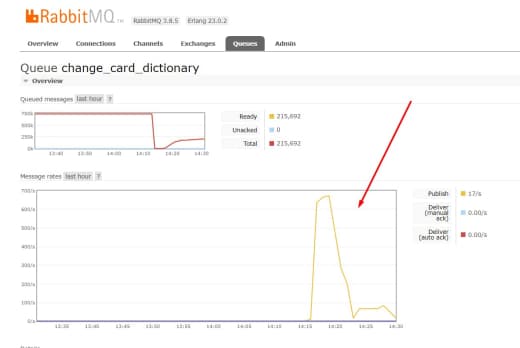 RabbitMQ TM RabbitMQ 3.8.5 Erlang 23.0.2
Overview Connections Channels Exchanges Queues Admin
Queue change_card_dictionary
Overview
Queued messages last hour ?
750k
500k
250k
0k
13:40 13:50 14:00 14:10 14:20 14:30
Ready 215,692
Unacked 0
Total 215,692
Message rates last hour ?
700/s
600/s
500/s
400/s
300/s
200/s
100/s
0/s
13:35 13:40 13:45 13:50 13:55 14:00 14:05 14:10 14:15 14:20 14:25 14:30
Publish 17/s
Deliver
(manual 0.00/s
ack)
Deliver 0.00/s
(auto ack)